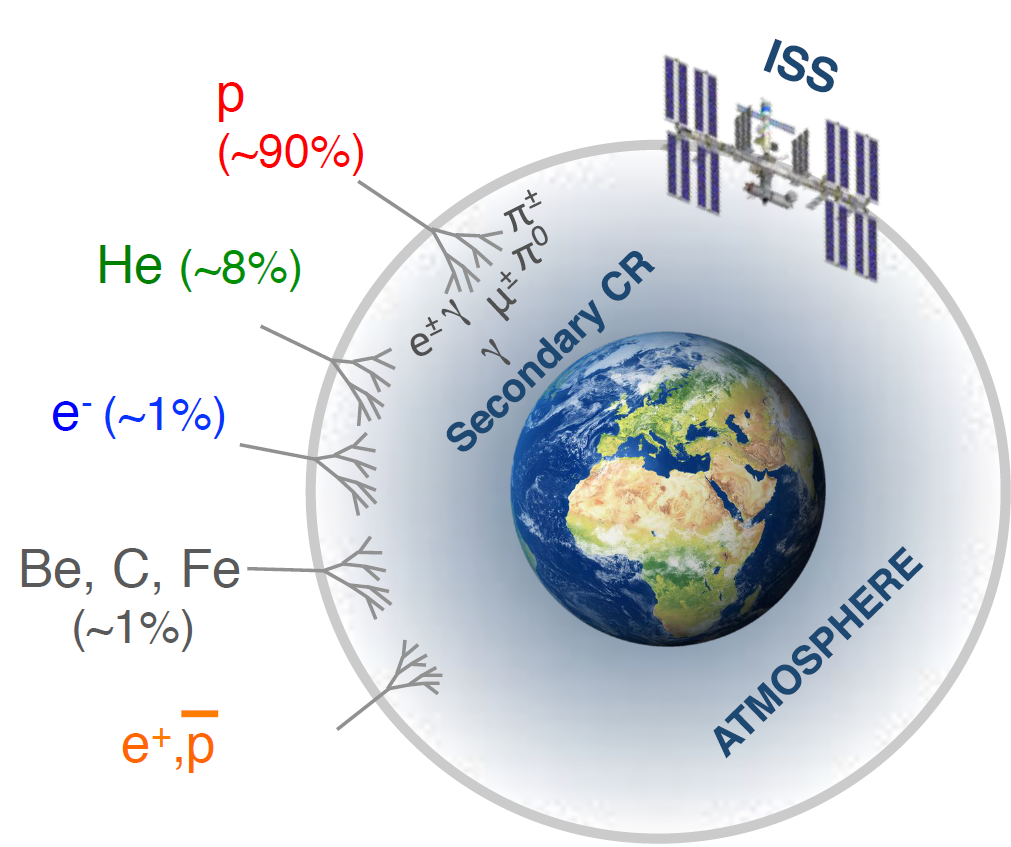 ISS
p
(~90%)
He (~8%)
e⁻ (~1%)
Be, C, Fe
(~1%)
e⁺,p̅
π±
π⁰
μ±
e±
γ
γ
Secondary CR
ATMOSPHERE